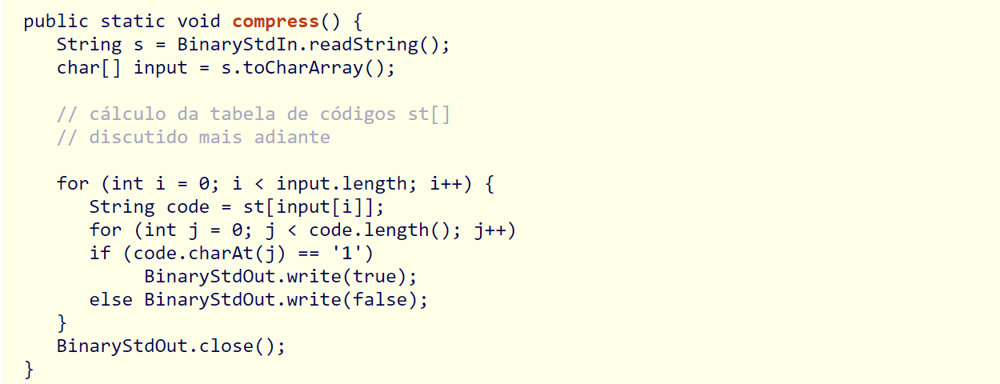 public static void compress() {
   String s = BinaryStdIn.readString();
   char[] input = s.toCharArray();

   // cálculo da tabela de códigos st[]
   // discutido mais adiante

   for (int i = 0; i < input.length; i++) {
      String code = st[input[i]];
      for (int j = 0; j < code.length(); j++)
      if (code.charAt(j) == '1')
           BinaryStdOut.write(true);
      else BinaryStdOut.write(false);
   }
   BinaryStdOut.close();
}